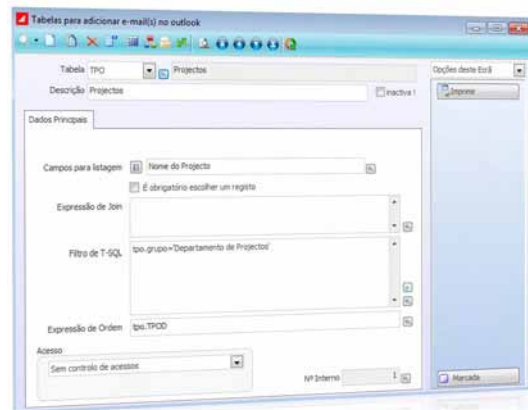 Tabelas para adicionar e-mail(s) no outlook
Tabela TPO Projectos
Opções deste Ecrã
Descrição Projectos inactiva !
Imprimir
Dados Principais
Campos para listagem Nome do Projecto
É obrigatório escolher um registo
Expressão de Join
Filtro de T-SQL tpo.grupo='Departamento de Projectos'
Expressão de Ordem tpo.TPOD
Acesso
Sem controlo de acessos
Nº Interno 1
Marcada